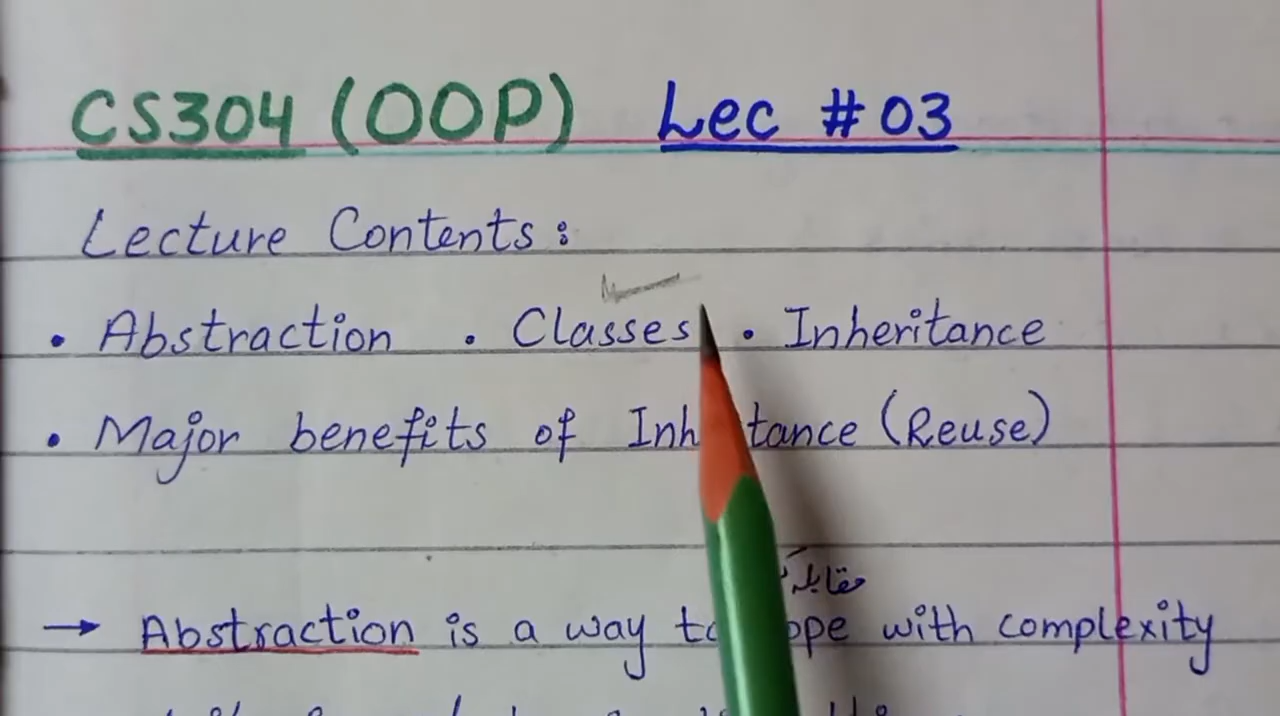 CS304 (OOP) Lec # 03
Lecture Contents :
• Abstraction • Classes • Inheritance
• Major benefits of (Reuse)
→ Abstraction is a way with complexity